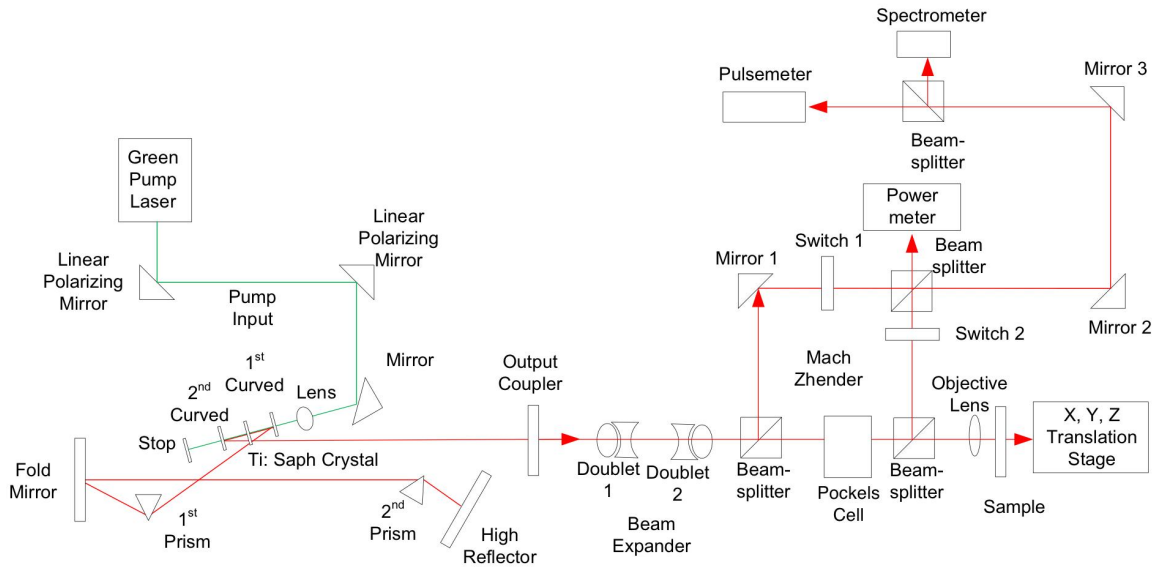 Spectrometer
Pulsemeter
Mirror 3
Beam-
splitter
Green
Pump
Laser
Linear
Polarizing
Mirror
Linear
Polarizing
Mirror
Pump
Input
Power
meter
Switch 1
Beam
splitter
Mirror 1
Mirror 2
Switch 2
Mach
Zhender
1st
Curved
2nd
Curved
Lens
Mirror
Output
Coupler
Objective
Lens
X, Y, Z
Translation
Stage
Stop
Ti: Saph Crystal
Fold
Mirror
1st
Prism
2nd
Prism
High
Reflector
Doublet
1
Doublet
2
Beam
Expander
Beam-
splitter
Pockels
Cell
Beam-
splitter
Sample